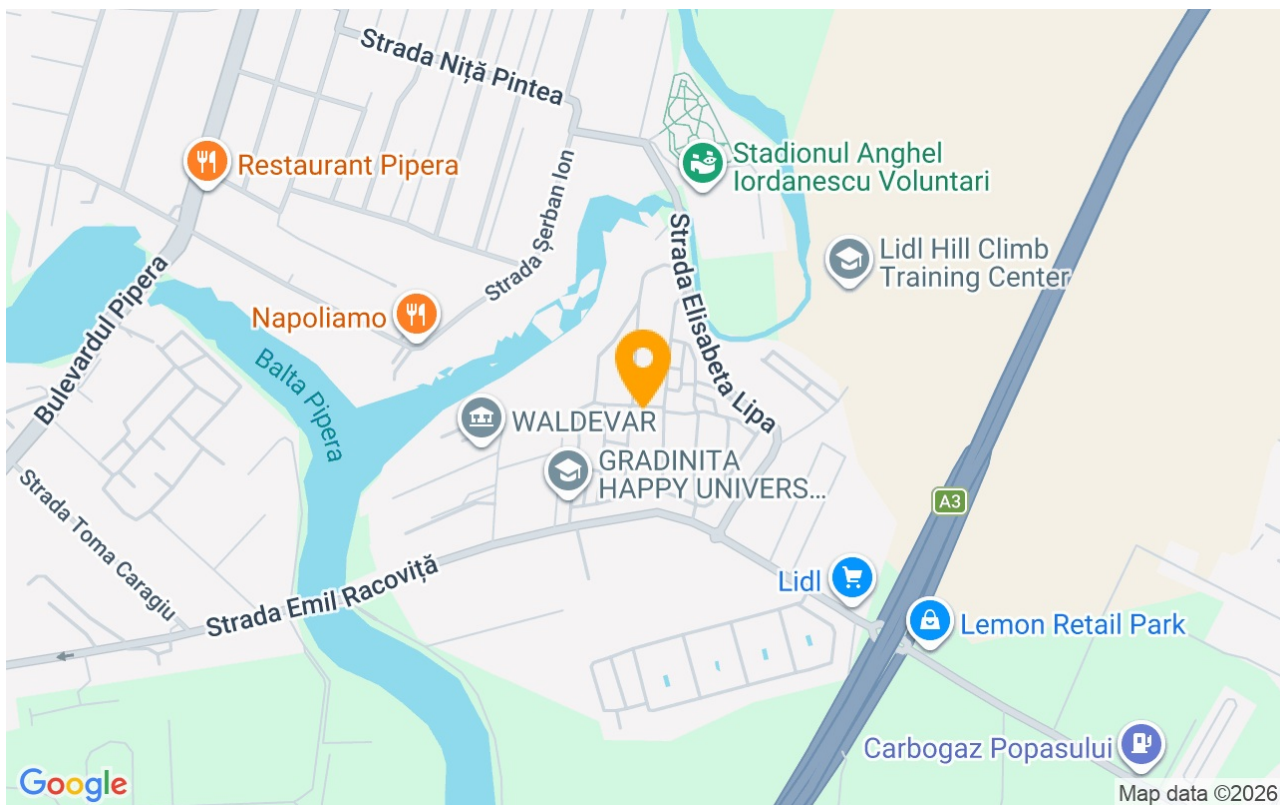 Strada Niță Pintea
Restaurant Pipera
Strada Șerban Ion
Stadionul Anghel
Iordanescu Voluntari
Strada Elisabeta Lipa
Lidl Hill Climb
Training Center
Bulevardul Pipera
Napoliamo
Balta Pipera
WALDEVAR
GRADINITA
HAPPY UNIVERS...
A3
Strada Toma Caragiu
Strada Emil Racoviță
Lidl
Lemon Retail Park
Carbogaz Popasului
Google
Map data ©2026